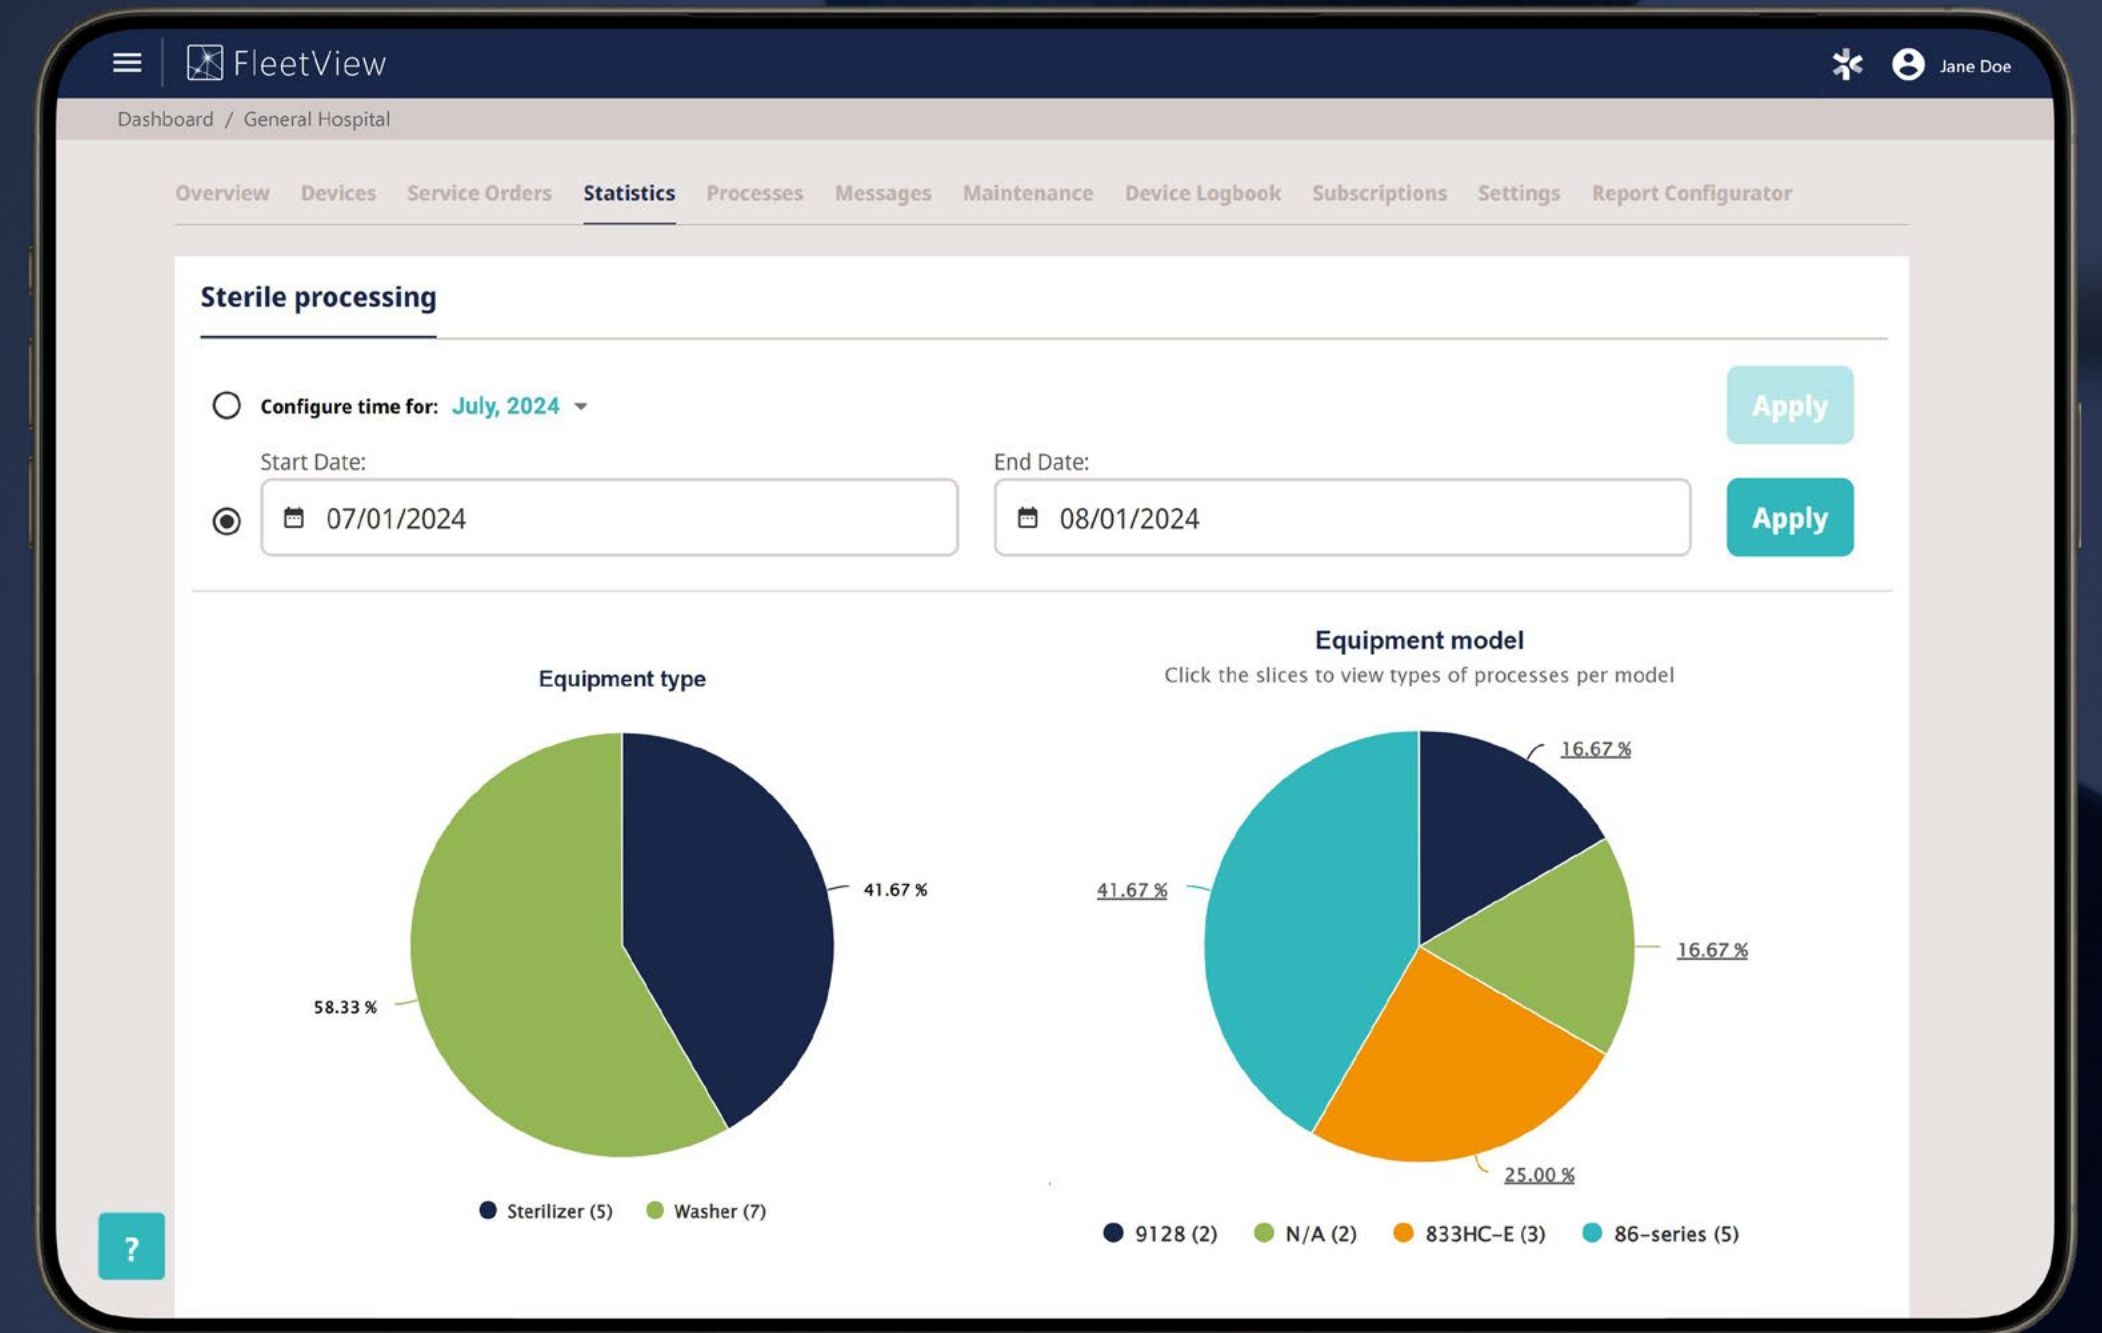 FleetView
Jane Doe
Dashboard / General Hospital
Overview Devices Service Orders Statistics Processes Messages Maintenance Device Logbook Subscriptions Settings Report Configurator
Sterile processing
Configure time for: July, 2024
Apply
Start Date:
End Date:
07/01/2024
08/01/2024
Apply
Equipment type
41.67 %
58.33 %
Sterilizer (5) Washer (7)
Equipment model
Click the slices to view types of processes per model
16.67 %
41.67 %
16.67 %
25.00 %
9128 (2) N/A (2) 833HC-E (3) 86-series (5)
?